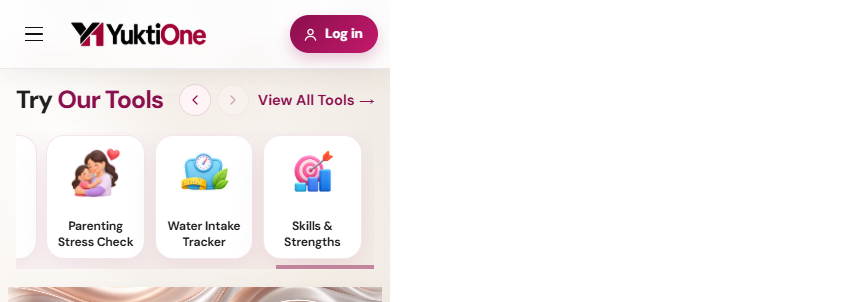 YuktiOne
Log in
Try Our Tools
View All Tools →
Parenting
Stress Check
Water Intake
Tracker
Skills &
Strengths